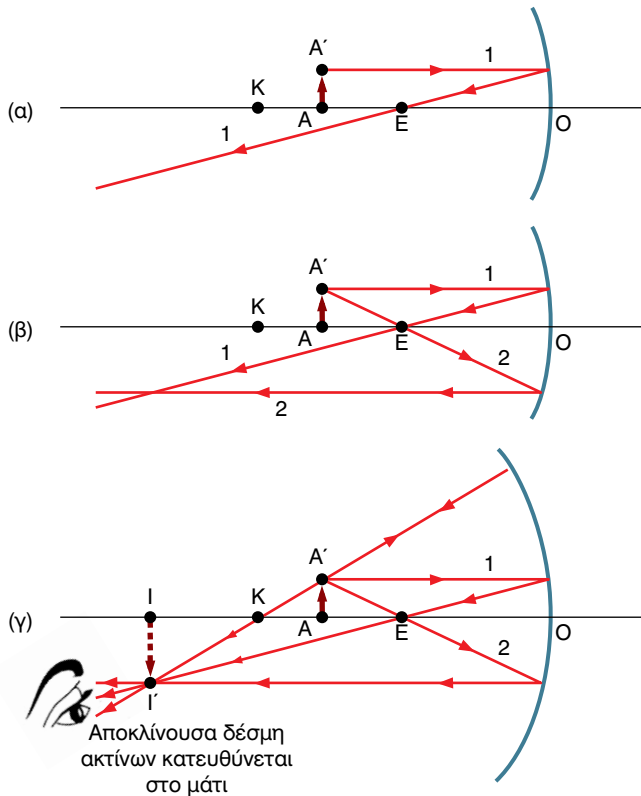 (α)
A´
1
K
A
E
O
1
(β)
A´
1
K
A
E
O
1
2
2
(γ)
A´
1
I
K
A
E
O
2
I´
Αποκλίνουσα δέσμη
ακτίνων κατευθύνεται
στο μάτι